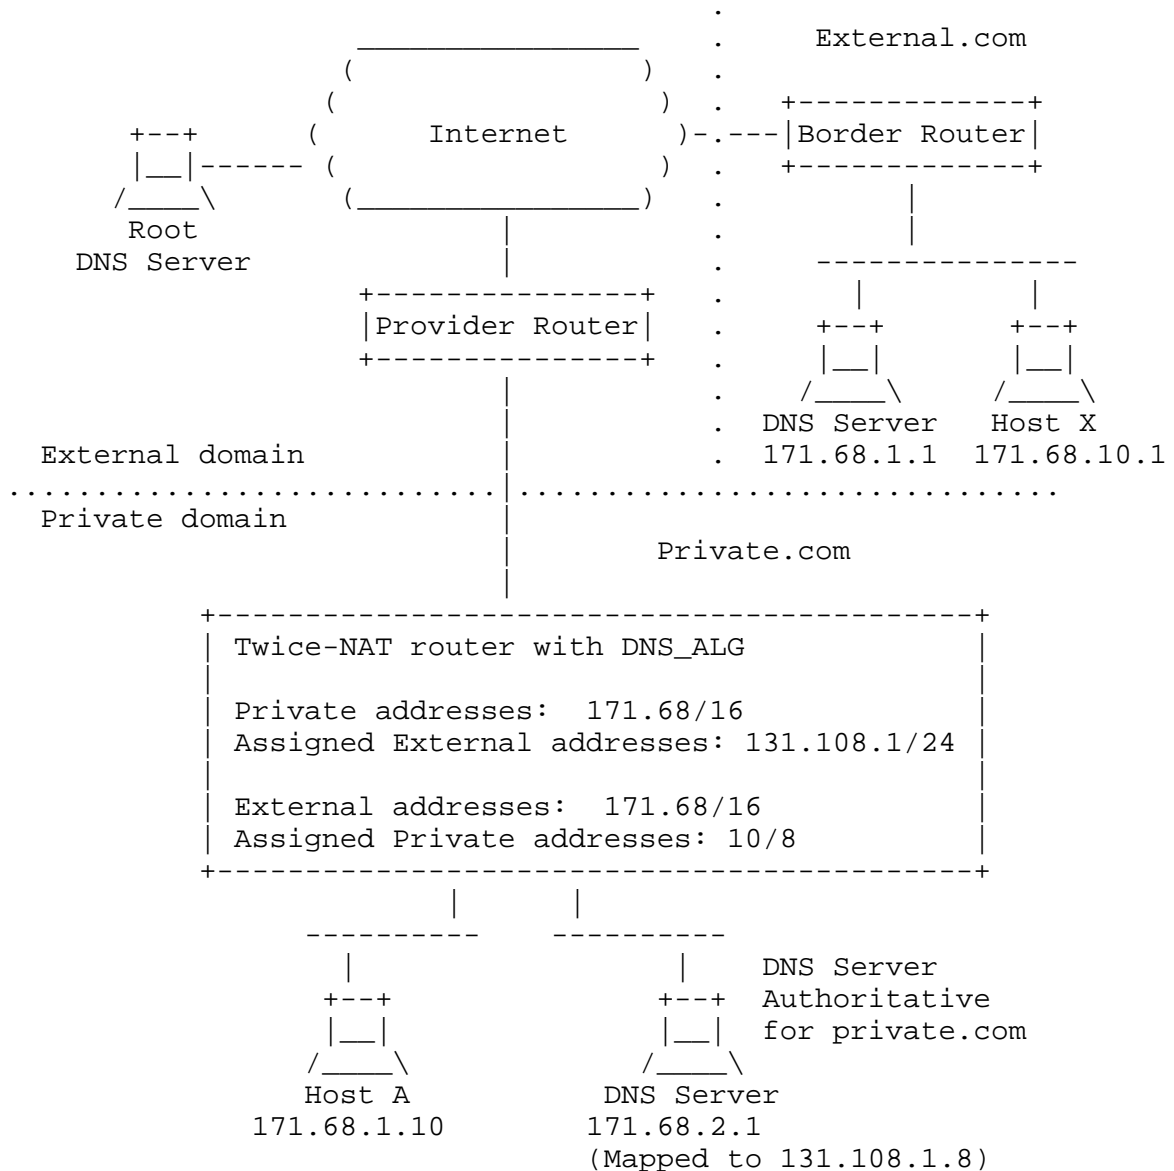 External.com
Internet
Border Router
Root
DNS Server
Provider Router
DNS Server Host X
External domain 171.68.1.1 171.68.10.1
Private domain
Private.com
Twice-NAT router with DNS_ALG
Private addresses: 171.68/16
Assigned External addresses: 131.108.1/24
External addresses: 171.68/16
Assigned Private addresses: 10/8
DNS Server
Authoritative
for private.com
Host A DNS Server
171.68.1.10 171.68.2.1
(Mapped to 131.108.1.8)